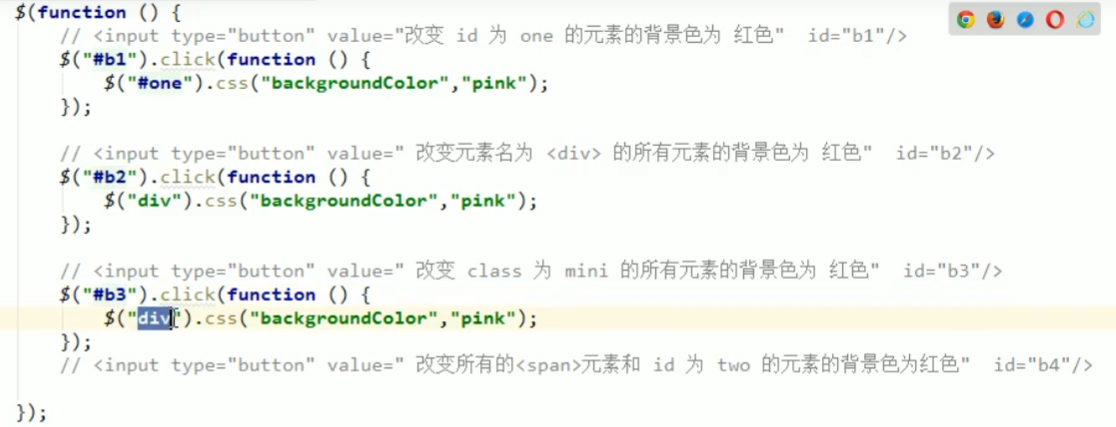 $(function () {
// <input type="button" value="改变 id 为 one 的元素的背景色为 红色"  id="b1"/>
$("#b1").click(function () {
$("#one").css("backgroundColor","pink");
});
// <input type="button" value=" 改变元素名为 <div> 的所有元素的背景色为 红色"  id="b2"/>
$("#b2").click(function () {
$("div").css("backgroundColor","pink");
});
// <input type="button" value=" 改变 class 为 mini 的所有元素的背景色为 红色"  id="b3"/>
$("#b3").click(function () {
$("div").css("backgroundColor","pink");
});
// <input type="button" value=" 改变所有的<span>元素和 id 为 two 的元素的背景色为红色"  id="b4"/>
});